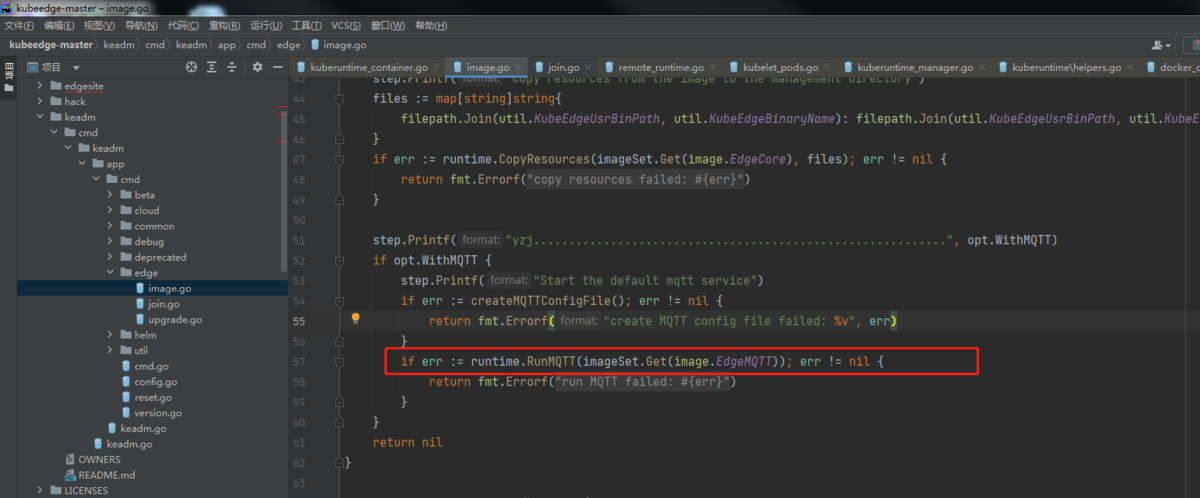 kubeedge-master – image.go
文件(F) 编辑(E) 视图(V) 导航(N) 代码(C) 重构(R) 运行(U) 工具(T) VCS(S) 窗口(W) 帮助(H)
kubeedge-master keadm cmd keadm app cmd edge image.go
项目
项目
kuberuntime_container.go image.go join.go remote_runtime.go kubelet_pods.go kuberuntime_manager.go kuberuntime\helpers.go docker_c
edgesite
hack
keadm
cmd
keadm
app
cmd
beta
cloud
common
debug
deprecated
edge
image.go
join.go
upgrade.go
helm
util
cmd.go
config.go
reset.go
version.go
keadm.go
keadm.go
OWNERS
README.md
LICENSES
43 step.Printf( format: "Copy resources from the image to the management directory")
44 files := map[string]string{
45 filepath.Join(util.KubeEdgeUsrBinPath, util.KubeEdgeBinaryName): filepath.Join(util.KubeEdgeUsrBinPath, util.KubeE
46 }
47 if err := runtime.CopyResources(imageSet.Get(image.EdgeCore), files); err != nil {
48 return fmt.Errorf("copy resources failed: #{err}")
49 }
50
51 step.Printf( format: "yzj...........................................................", opt.WithMQTT)
52 if opt.WithMQTT {
53 step.Printf( format: "Start the default mqtt service")
54 if err := createMQTTConfigFile(); err != nil {
55 return fmt.Errorf( format: "create MQTT config file failed: %v", err)
56 }
57 if err := runtime.RunMQTT(imageSet.Get(image.EdgeMQTT)); err != nil {
58 return fmt.Errorf("run MQTT failed: #{err}")
59 }
60 }
61 return nil
62 }
63